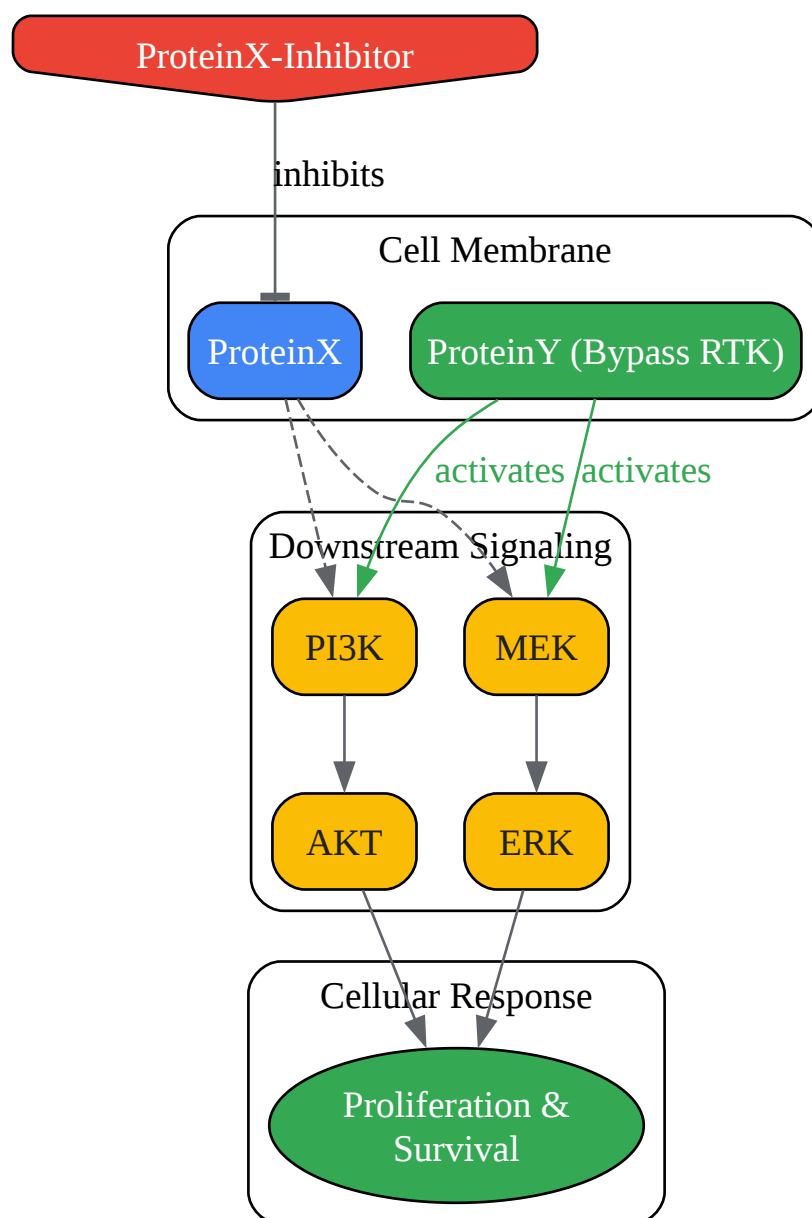 ProteinX-Inhibitor
inhibits
Cell Membrane
ProteinX
ProteinY (Bypass RTK)
activates
activates
Downstream Signaling
PI3K
MEK
AKT
ERK
Cellular Response
Proliferation &
Survival